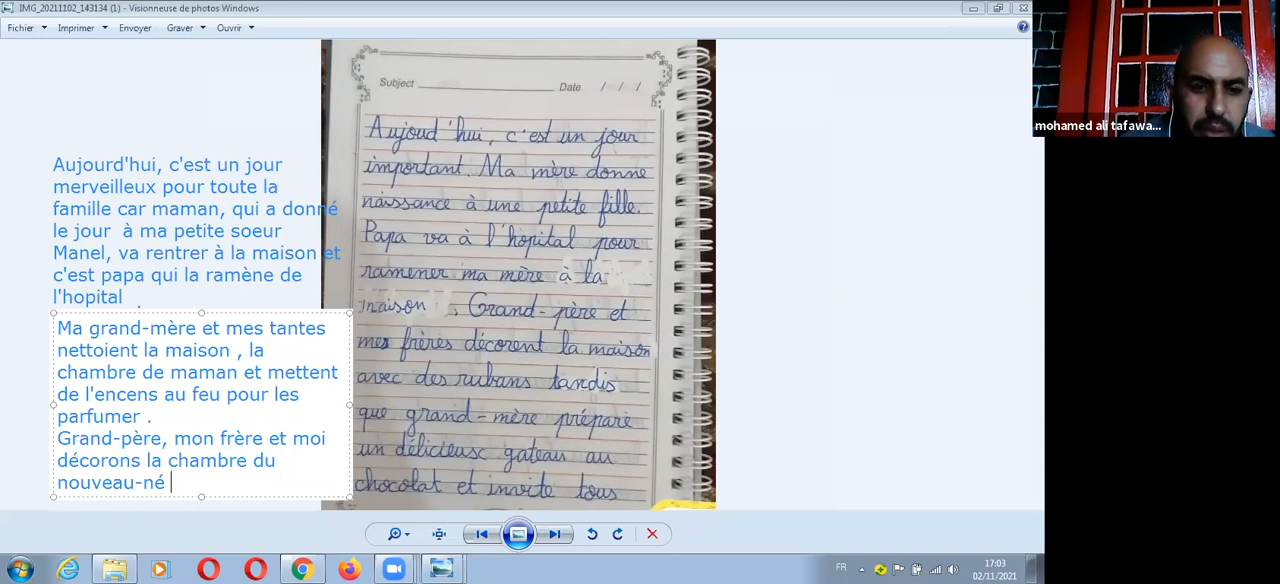 IMG_20211102_143134 (1) - Visionneuse de photos Windows
Fichier Imprimer Envoyer Graver Ouvrir
mohamed ali tafawa...
Aujourd'hui, c'est un jour
merveilleux pour toute la
famille car maman, qui a donné
le jour à ma petite soeur
Manel, va rentrer à la maison et
c'est papa qui la ramène de
l'hopital .
Ma grand-mère et mes tantes
nettoient la maison , la
chambre de maman et mettent
de l'encens au feu pour les
parfumer .
Grand-père, mon frère et moi
décorons la chambre du
nouveau-né
Subject Date / / /
Aujoud'hui, c'est un jour
important. Ma mère donne
naissance à une petite fille.
Papa va à l'hôpital pour
ramener ma mère à la
maison . Grand-père et
mes frères décorent la maison
avec des rubans tandis
que grand-mère prépare
un délicieux gateau au
chocolat et invite tous
FR
17:03
02/11/2021